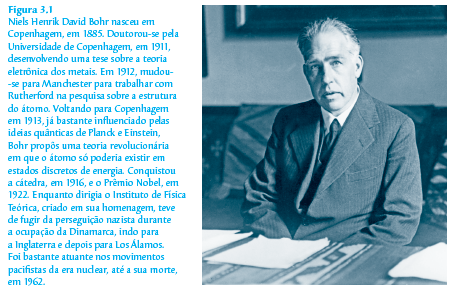 Figura 3.1
Niels Henrik David Bohr nasceu em
Copenhagem, em 1885. Doutorou-se pela
Universidade de Copenhagem, em 1911,
desenvolvendo uma tese sobre a teoria
eletrônica dos metais. Em 1912, mudou-
-se para Manchester para trabalhar com
Rutherford na pesquisa sobre a estrutura
do átomo. Voltando para Copenhagem
em 1913, já bastante influenciado pelas
ideias quânticas de Planck e Einstein,
Bohr propôs uma teoria revolucionária
em que o átomo só poderia existir em
estados discretos de energia. Conquistou
a cátedra, em 1916, e o Prêmio Nobel, em
1922. Enquanto dirigia o Instituto de Física
Teórica, criado em sua homenagem, teve
de fugir da perseguição nazista durante
a ocupação da Dinamarca, indo para
a Inglaterra e depois para Los Álamos.
Foi bastante atuante nos movimentos
pacifistas da era nuclear, até a sua morte,
em 1962.